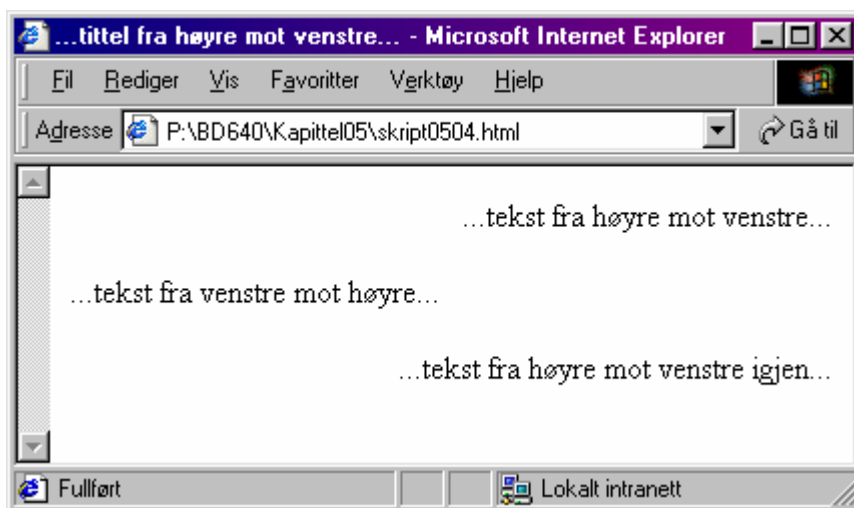 ...tittel fra høyre mot venstre... - Microsoft Internet Explorer
Fil Rediger Vis Favoritter Verktøy Hjelp
Adresse P:\BD640\Kapittel05\skript0504.html Gå til
...tekst fra høyre mot venstre...
...tekst fra venstre mot høyre...
...tekst fra høyre mot venstre igjen...
Fullført Lokalt intranett